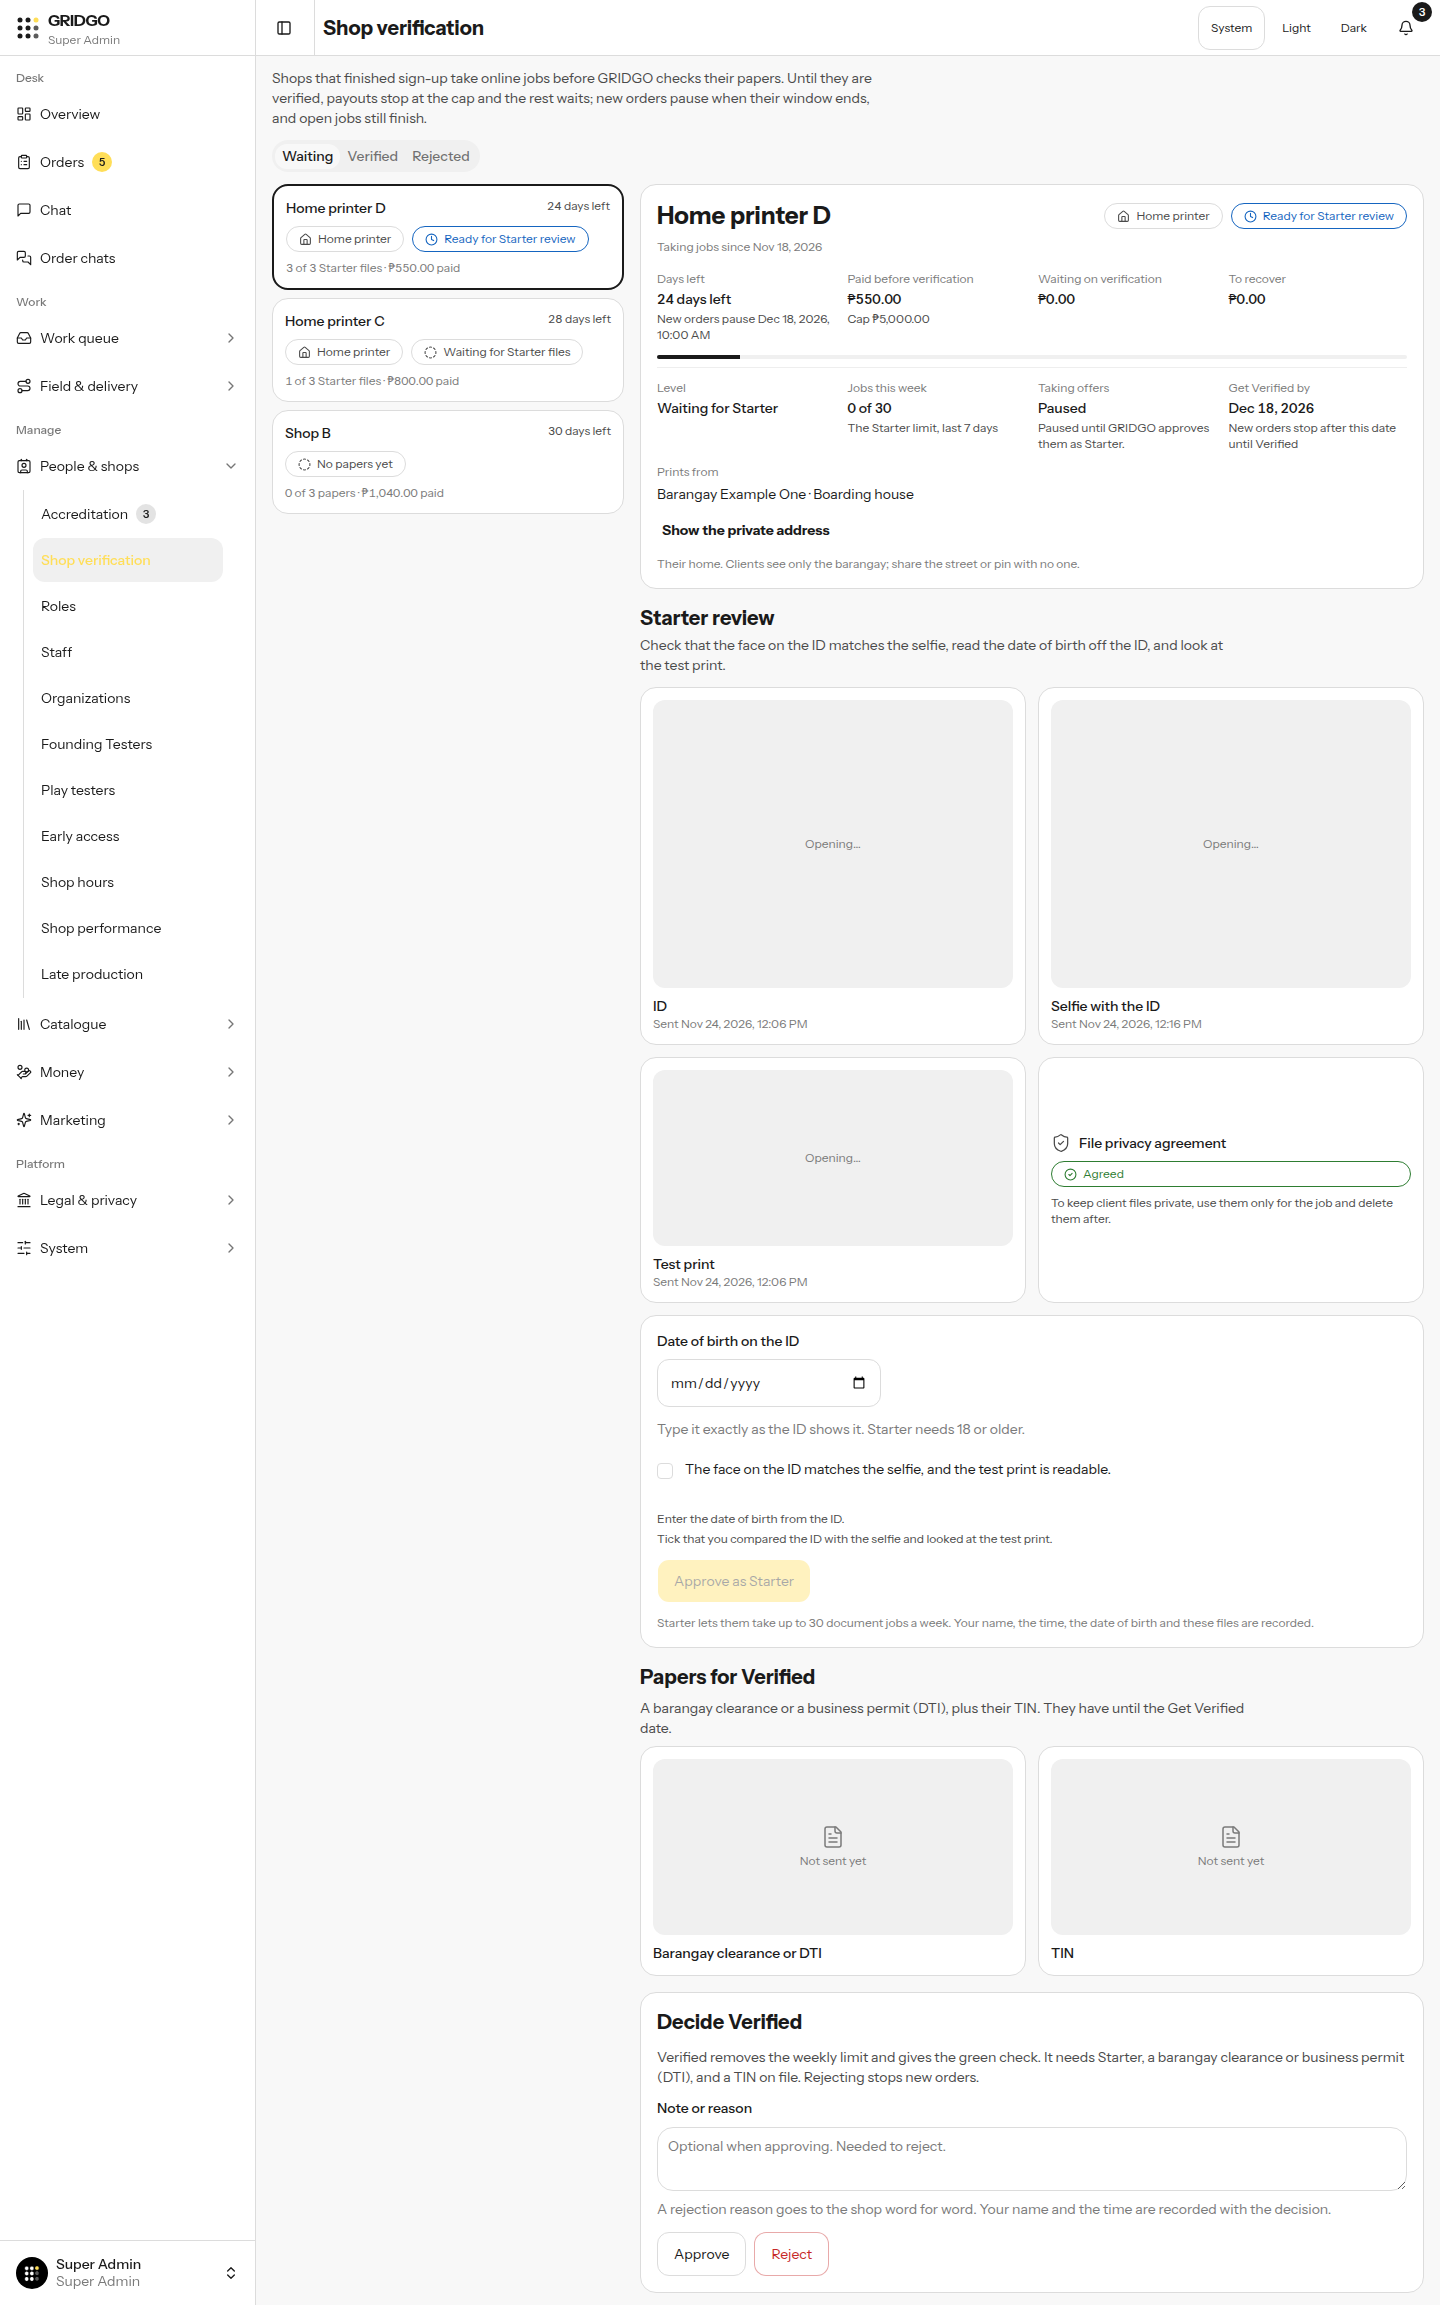 GRIDGO
Super Admin
Desk
Overview
Orders 5
Chat
Order chats
Work
Work queue
Field & delivery
Manage
People & shops
Accreditation 3
Shop verification
Roles
Staff
Organizations
Founding Testers
Play testers
Early access
Shop hours
Shop performance
Late production
Catalogue
Money
Marketing
Platform
Legal & privacy
System
Super Admin
Super Admin
Shop verification
System Light Dark 3
Shops that finished sign-up take online jobs before GRIDGO checks their papers. Until they are
verified, payouts stop at the cap and the rest waits; new orders pause when their window ends,
and open jobs still finish.
Waiting Verified Rejected
Home printer D 24 days left
Home printer Ready for Starter review
3 of 3 Starter files · ₱550.00 paid
Home printer C 28 days left
Home printer Waiting for Starter files
1 of 3 Starter files · ₱800.00 paid
Shop B 30 days left
No papers yet
0 of 3 papers · ₱1,040.00 paid
Home printer D Home printer Ready for Starter review
Taking jobs since Nov 18, 2026
Days left Paid before verification Waiting on verification To recover
24 days left ₱550.00 ₱0.00 ₱0.00
New orders pause Dec 18, 2026, Cap ₱5,000.00
10:00 AM
Level Jobs this week Taking offers Get Verified by
Waiting for Starter 0 of 30 Paused Dec 18, 2026
The Starter limit, last 7 days Paused until GRIDGO approves New orders stop after this date
them as Starter. until Verified
Prints from
Barangay Example One · Boarding house
Show the private address
Their home. Clients see only the barangay; share the street or pin with no one.
Starter review
Check that the face on the ID matches the selfie, read the date of birth off the ID, and look at
the test print.
Opening… Opening…
ID Selfie with the ID
Sent Nov 24, 2026, 12:06 PM Sent Nov 24, 2026, 12:16 PM
Opening…
Test print
Sent Nov 24, 2026, 12:06 PM
File privacy agreement
Agreed
To keep client files private, use them only for the job and delete
them after.
Date of birth on the ID
mm/dd/yyyy
Type it exactly as the ID shows it. Starter needs 18 or older.
The face on the ID matches the selfie, and the test print is readable.
Enter the date of birth from the ID.
Tick that you compared the ID with the selfie and looked at the test print.
Approve as Starter
Starter lets them take up to 30 document jobs a week. Your name, the time, the date of birth and these files are recorded.
Papers for Verified
A barangay clearance or a business permit (DTI), plus their TIN. They have until the Get Verified
date.
Not sent yet Not sent yet
Barangay clearance or DTI TIN
Decide Verified
Verified removes the weekly limit and gives the green check. It needs Starter, a barangay clearance or business permit
(DTI), and a TIN on file. Rejecting stops new orders.
Note or reason
Optional when approving. Needed to reject.
A rejection reason goes to the shop word for word. Your name and the time are recorded with the decision.
Approve Reject